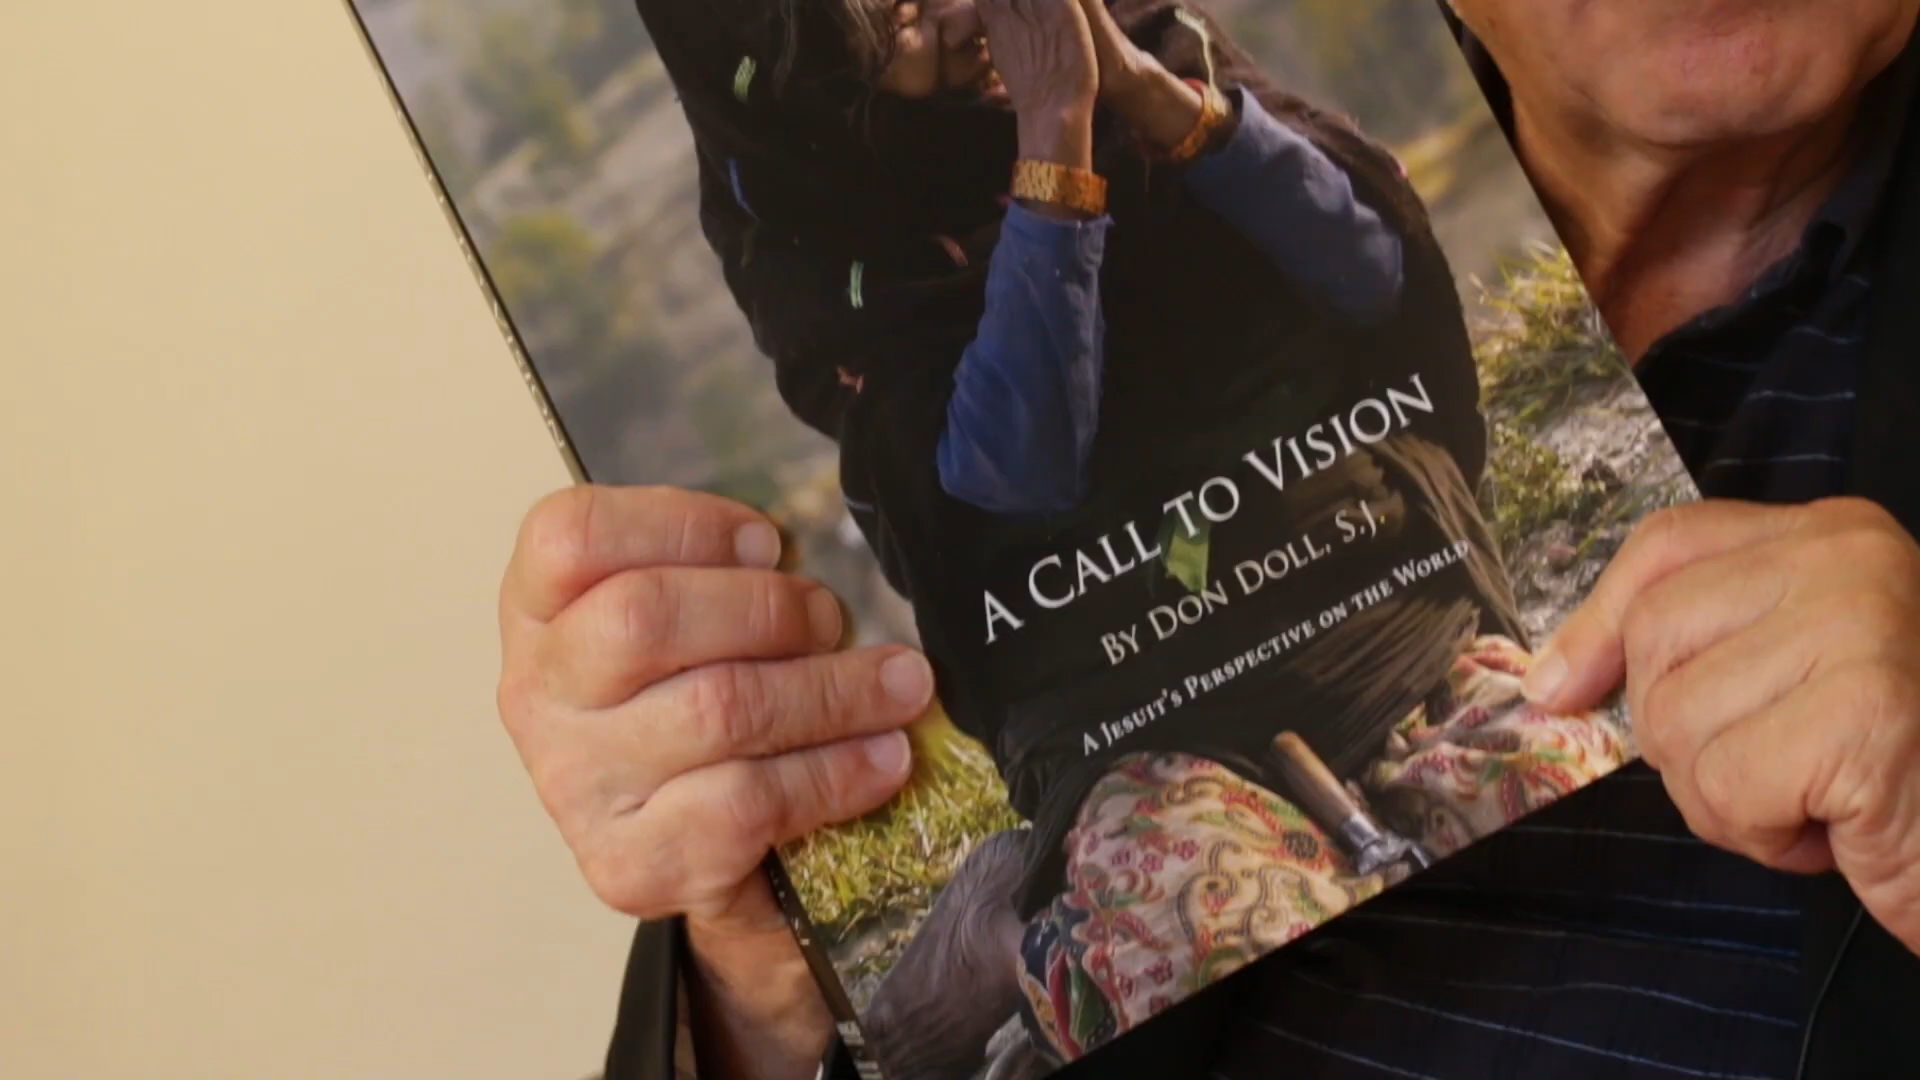 A CALL TO VISION
BY DON DOLL, S.J.
A JESUIT'S PERSPECTIVE ON THE WORLD